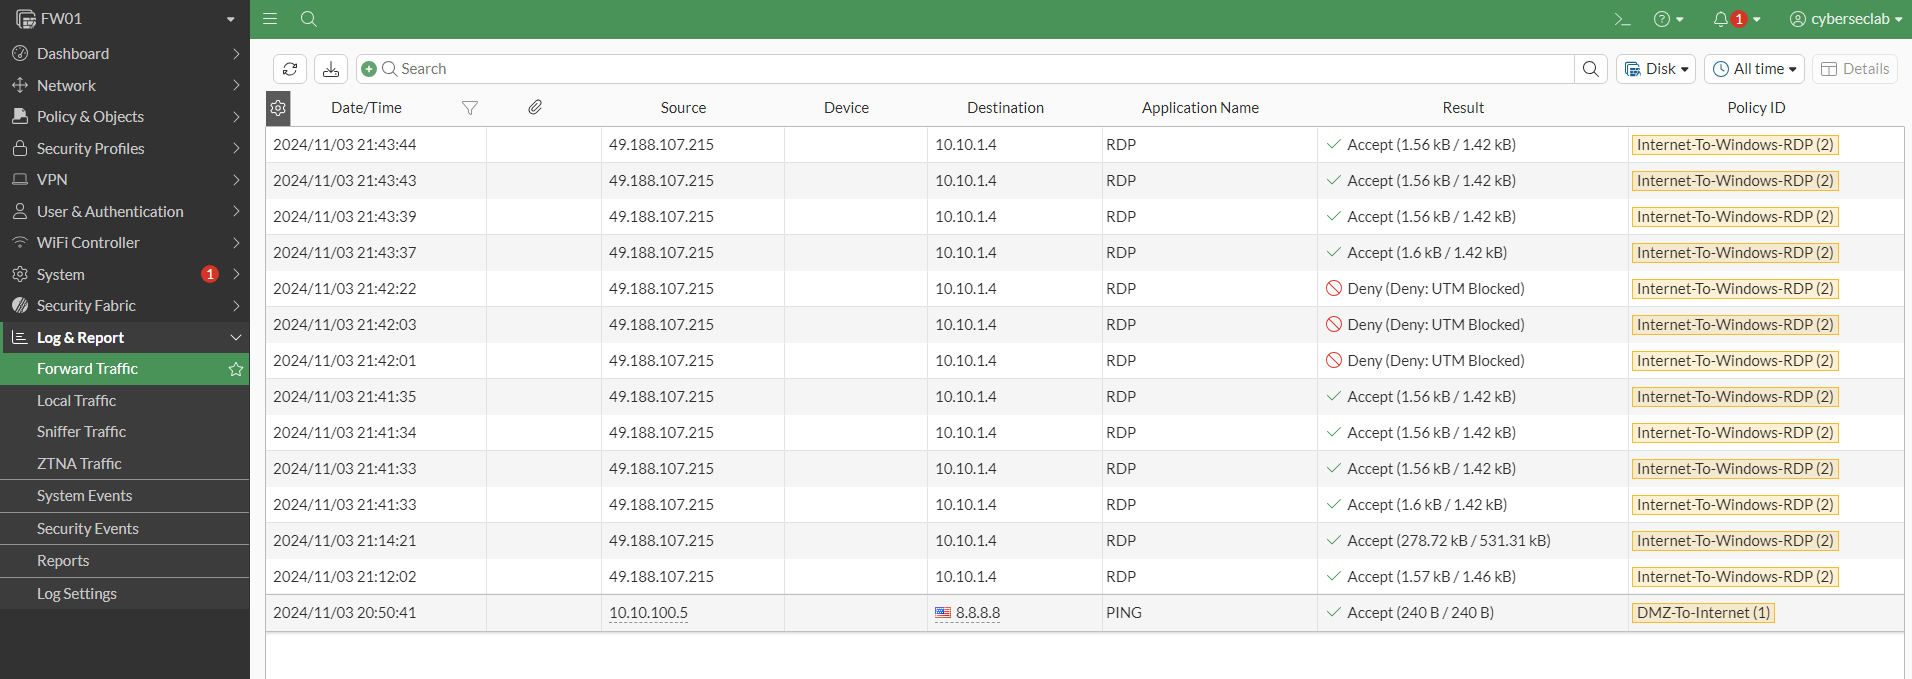 FW01
cyberseclab
1
Dashboard
Network
Policy & Objects
Security Profiles
VPN
User & Authentication
WiFi Controller
System 1
Security Fabric
Log & Report
Forward Traffic
Local Traffic
Sniffer Traffic
ZTNA Traffic
System Events
Security Events
Reports
Log Settings
Search Disk All time Details
Date/Time Source Device Destination Application Name Result Policy ID
2024/11/03 21:43:44 49.188.107.215 10.10.1.4 RDP Accept (1.56 kB / 1.42 kB) Internet-To-Windows-RDP (2)
2024/11/03 21:43:43 49.188.107.215 10.10.1.4 RDP Accept (1.56 kB / 1.42 kB) Internet-To-Windows-RDP (2)
2024/11/03 21:43:39 49.188.107.215 10.10.1.4 RDP Accept (1.56 kB / 1.42 kB) Internet-To-Windows-RDP (2)
2024/11/03 21:43:37 49.188.107.215 10.10.1.4 RDP Accept (1.6 kB / 1.42 kB) Internet-To-Windows-RDP (2)
2024/11/03 21:42:22 49.188.107.215 10.10.1.4 RDP Deny (Deny: UTM Blocked) Internet-To-Windows-RDP (2)
2024/11/03 21:42:03 49.188.107.215 10.10.1.4 RDP Deny (Deny: UTM Blocked) Internet-To-Windows-RDP (2)
2024/11/03 21:42:01 49.188.107.215 10.10.1.4 RDP Deny (Deny: UTM Blocked) Internet-To-Windows-RDP (2)
2024/11/03 21:41:35 49.188.107.215 10.10.1.4 RDP Accept (1.56 kB / 1.42 kB) Internet-To-Windows-RDP (2)
2024/11/03 21:41:34 49.188.107.215 10.10.1.4 RDP Accept (1.56 kB / 1.42 kB) Internet-To-Windows-RDP (2)
2024/11/03 21:41:33 49.188.107.215 10.10.1.4 RDP Accept (1.56 kB / 1.42 kB) Internet-To-Windows-RDP (2)
2024/11/03 21:41:33 49.188.107.215 10.10.1.4 RDP Accept (1.6 kB / 1.42 kB) Internet-To-Windows-RDP (2)
2024/11/03 21:14:21 49.188.107.215 10.10.1.4 RDP Accept (278.72 kB / 531.31 kB) Internet-To-Windows-RDP (2)
2024/11/03 21:12:02 49.188.107.215 10.10.1.4 RDP Accept (1.57 kB / 1.46 kB) Internet-To-Windows-RDP (2)
2024/11/03 20:50:41 10.10.100.5 8.8.8.8 PING Accept (240 B / 240 B) DMZ-To-Internet (1)